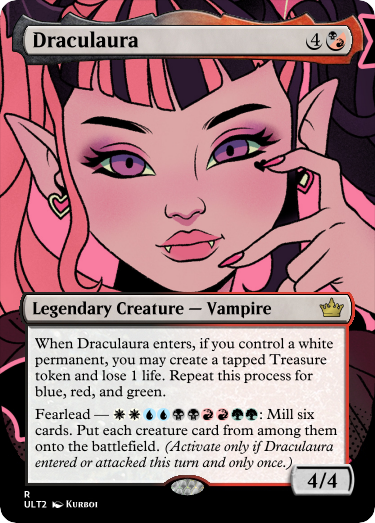 Draculaura 4
Legendary Creature — Vampire
When Draculaura enters, if you control a white
permanent, you may create a tapped Treasure
token and lose 1 life. Repeat this process for
blue, red, and green.
Fearlead — : Mill six
cards. Put each creature card from among them
onto the battlefield. (Activate only if Draculaura
entered or attacked this turn and only once.)
4/4
R
ULT2 Kurboi